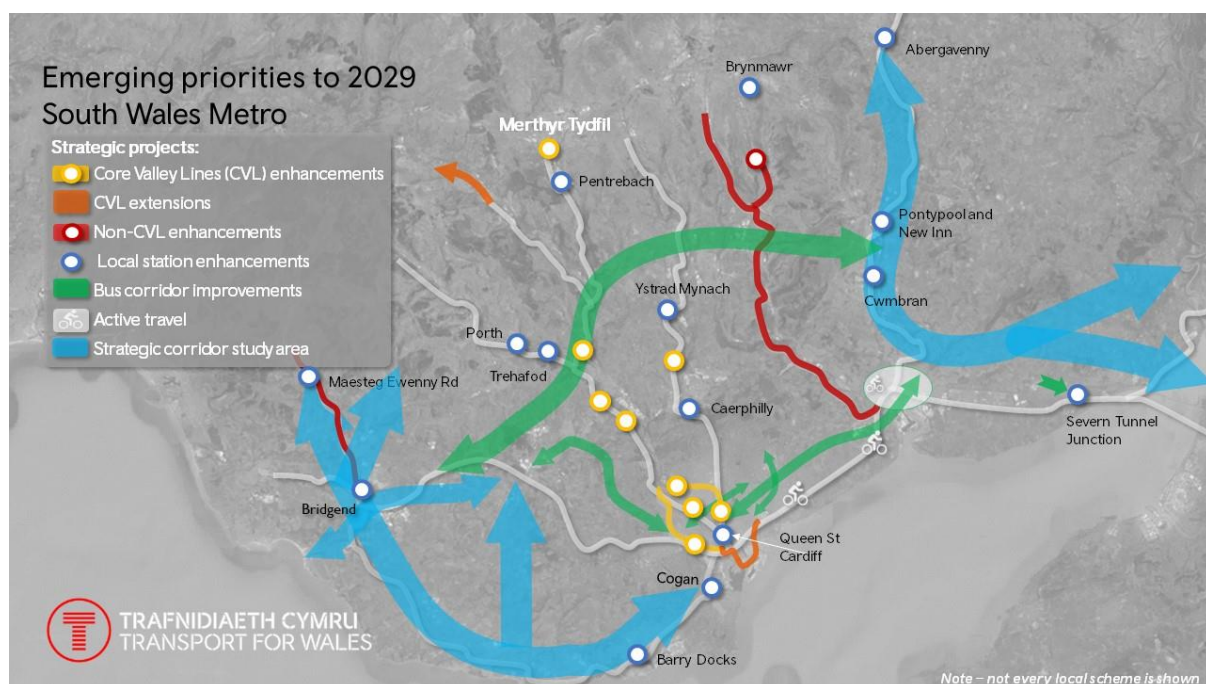 Emerging priorities to 2029
South Wales Metro
Strategic projects:
Core Valley Lines (CVL) enhancements
CVL extensions
Non-CVL enhancements
Local station enhancements
Bus corridor improvements
Active travel
Strategic corridor study area
Abergavenny
Brynmawr
Merthyr Tydfil
Pentrebach
Pontypool and
New Inn
Cwmbran
Ystrad Mynach
Porth
Trehafod
Maesteg Ewenny Rd
Caerphilly
Severn Tunnel
Junction
Bridgend
Queen St
Cardiff
Cogan
Barry Docks
TRAFNIDIAETH CYMRU
TRANSPORT FOR WALES
Note – not every local scheme is shown